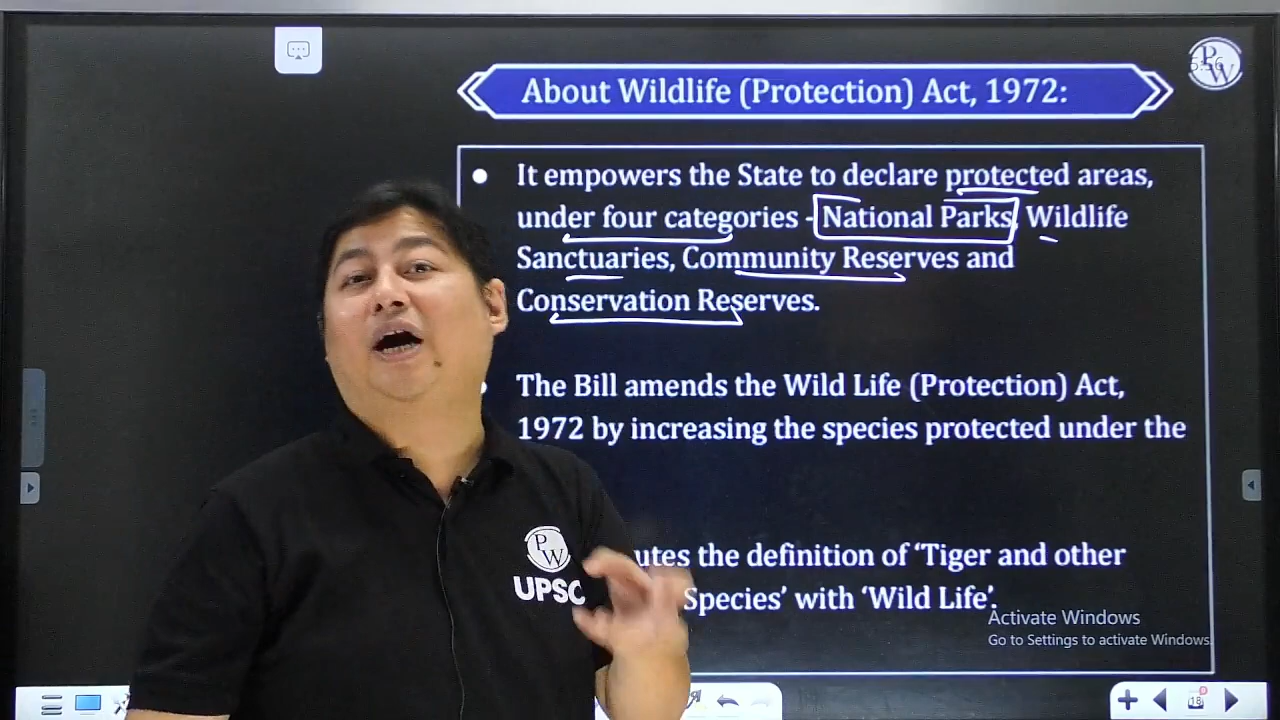 About Wildlife (Protection) Act, 1972:
PW
It empowers the State to declare protected areas,
under four categories - National Parks, Wildlife
Sanctuaries, Community Reserves and
Conservation Reserves.
The Bill amends the Wild Life (Protection) Act,
1972 by increasing the species protected under the
utes the definition of ‘Tiger and other
Species’ with ‘Wild Life’.
PW
UPSC
Activate Windows
Go to Settings to activate Windows.
18